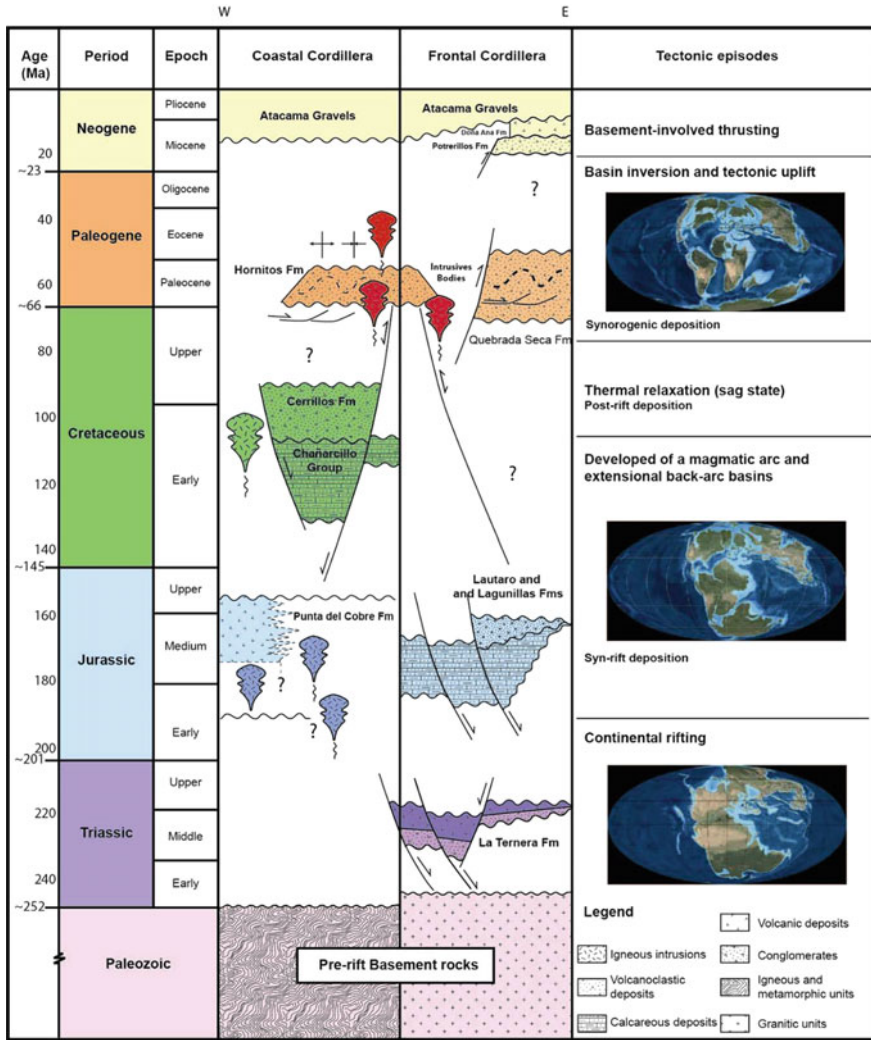 W
E
Age
(Ma)
Period
Epoch
Coastal Cordillera
Frontal Cordillera
Tectonic episodes
20
~23
40
60
~66
80
100
120
140
~145
160
180
200
~201
220
240
~252
Neogene
Paleogene
Cretaceous
Jurassic
Triassic
Paleozoic
Pliocene
Miocene
Oligocene
Eocene
Paleocene
Upper
Early
Upper
Medium
Early
Upper
Middle
Early
Atacama Gravels
Hornitos Fm
?
Cerrillos Fm
Chañarcillo
Group
Punta del Cobre Fm
?
?
Atacama Gravels
Doña Ana Fm
Potrerillos Fm
?
Intrusives
Bodies
Quebrada Seca Fm
?
Lautaro and
and Lagunillas Fms
La Ternera Fm
Pre-rift Basement rocks
Basement-involved thrusting
Basin inversion and tectonic uplift
Synorogenic deposition
Thermal relaxation (sag state)
Post-rift deposition
Developed of a magmatic arc and
extensional back-arc basins
Syn-rift deposition
Continental rifting
Legend
Igneous intrusions
Volcanoclastic
deposits
Calcareous deposits
Volcanic deposits
Conglomerates
Igneous and
metamorphic units
Granitic units